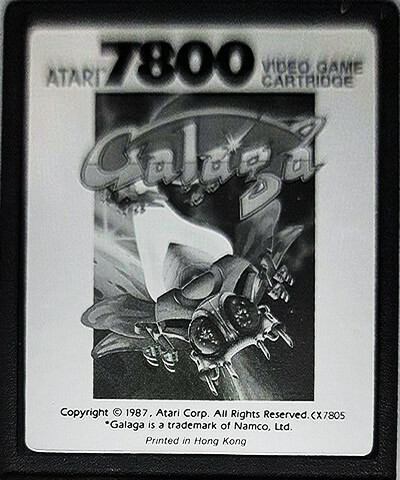 ATARI 7800 VIDEO GAME
CARTRIDGE
Galaga
Copyright © 1987, Atari Corp. All Rights Reserved. CX7805
*Galaga is a trademark of Namco, Ltd.
Printed in Hong Kong